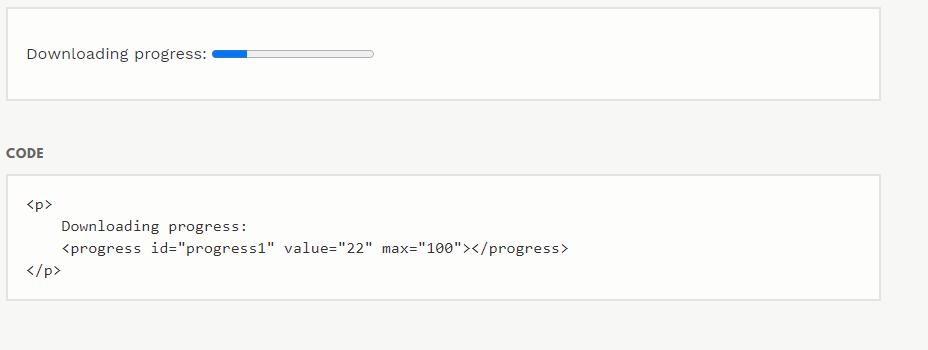 Downloading progress:
CODE
<p>
    Downloading progress:
    <progress id="progress1" value="22" max="100"></progress>
</p>